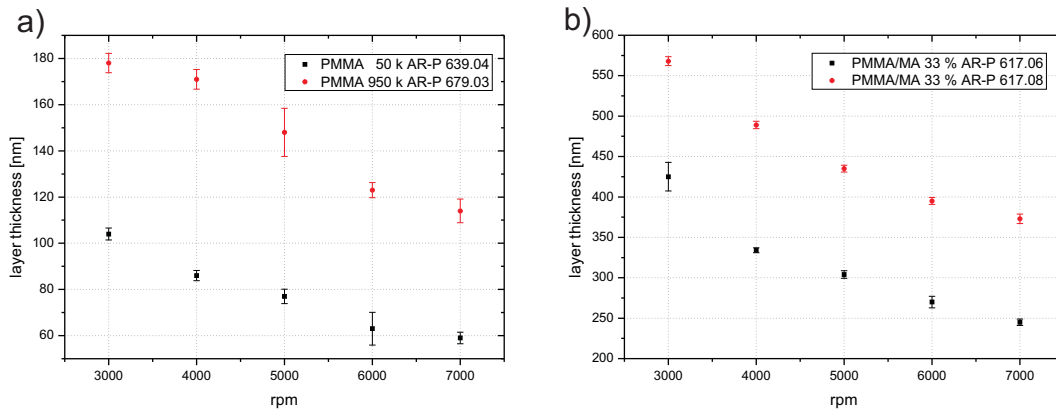 a)
PMMA 50 k AR-P 639.04
PMMA 950 k AR-P 679.03
180
160
140
120
100
80
60
layer thickness [nm]
3000 4000 5000 6000 7000
rpm
b)
PMMA/MA 33 % AR-P 617.06
PMMA/MA 33 % AR-P 617.08
600
550
500
450
400
350
300
250
200
layer thickness [nm]
3000 4000 5000 6000 7000
rpm